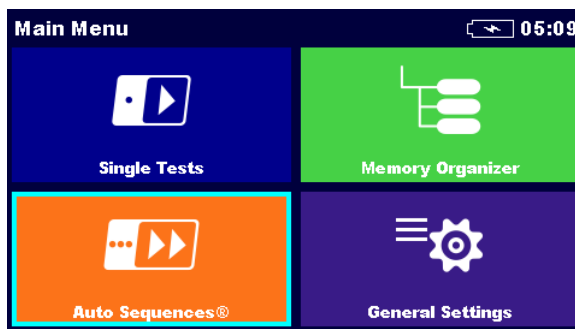 Main Menu 05:09
Single Tests
Memory Organizer
Auto Sequences®
General Settings